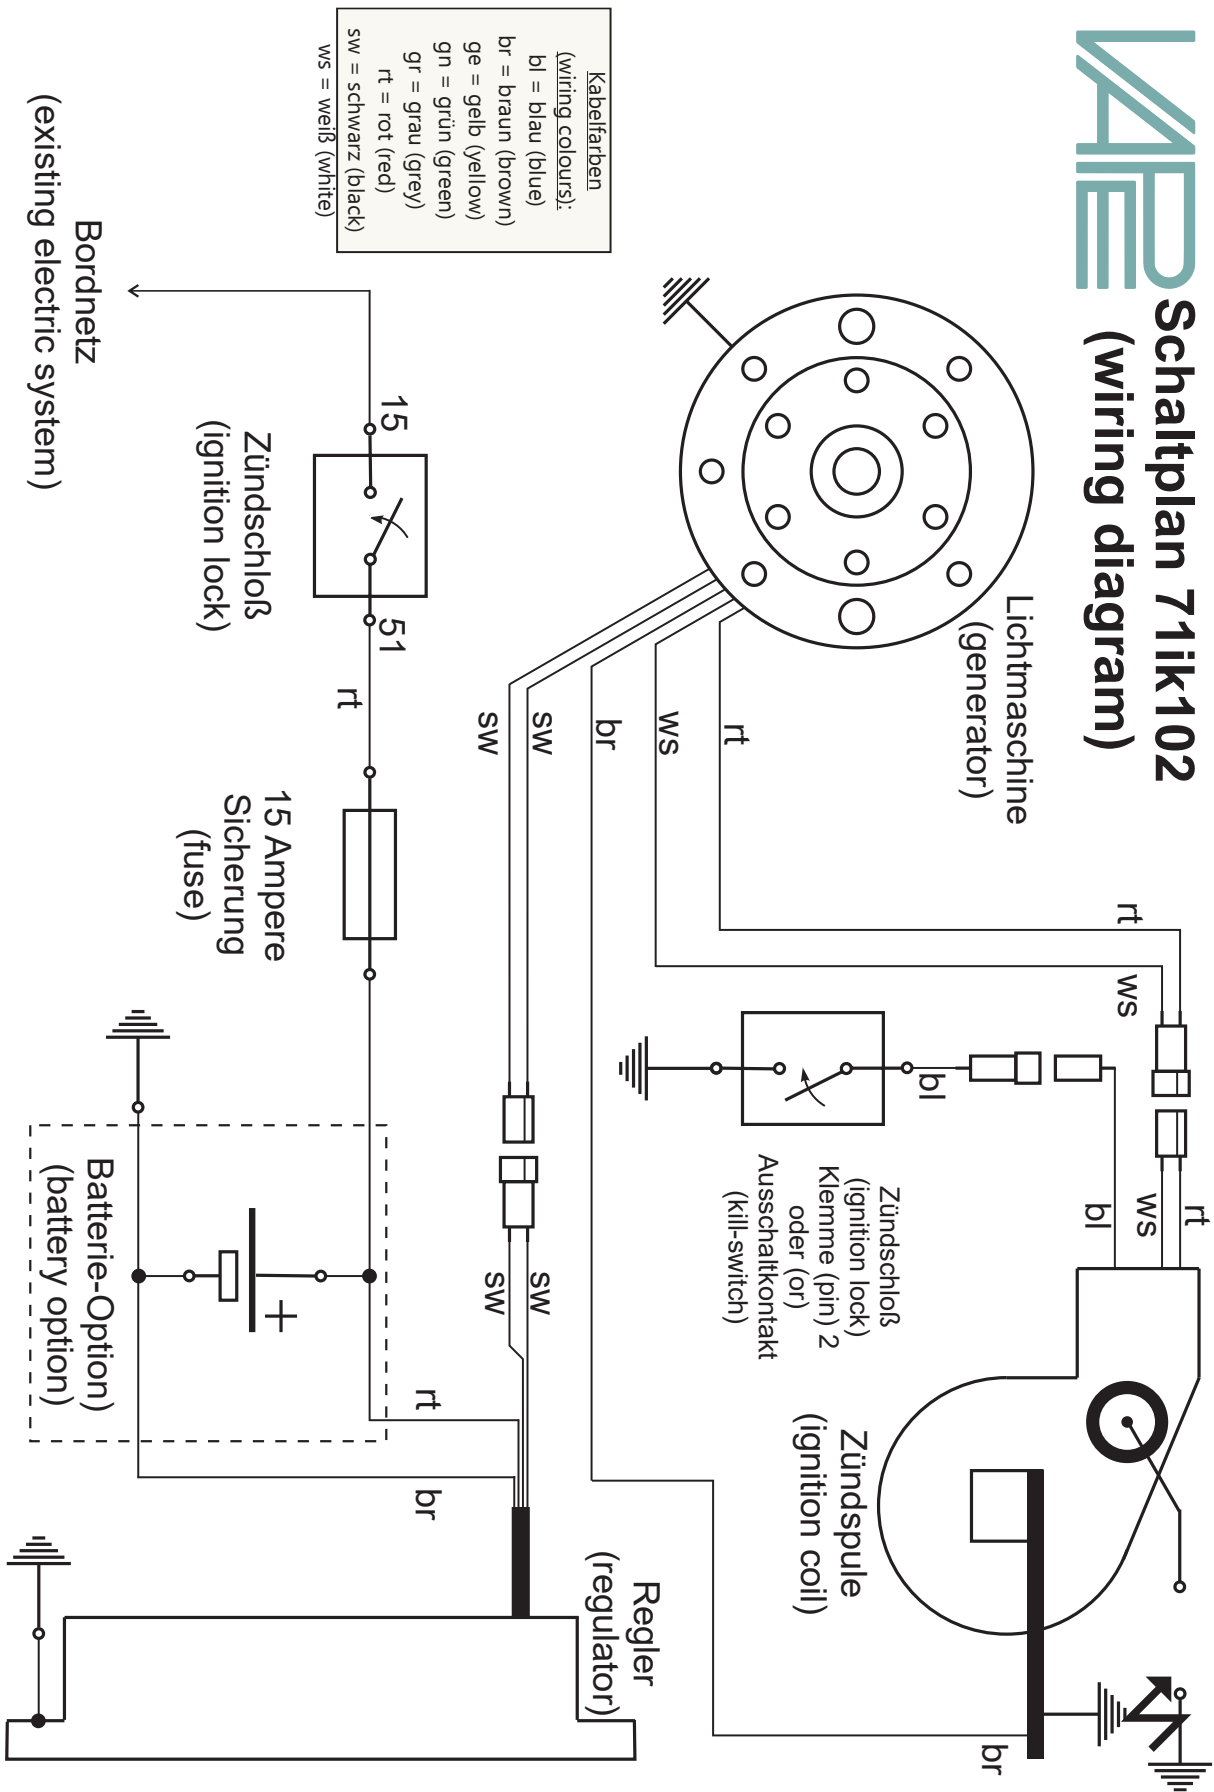 VAPE
Schaltplan 71ik102
(wiring diagram)
Kabelfarben
(wiring colours):
bl = blau (blue)
br = braun (brown)
ge = gelb (yellow)
gn = grün (green)
gr = grau (grey)
rt = rot (red)
sw = schwarz (black)
ws = weiß (white)
Lichtmaschine
(generator)
rt
ws
br
sw
sw
rt
ws
rt
ws
bl
bl
Zündschloß
(ignition lock)
Klemme (pin) 2
oder (or)
Ausschaltkontakt
(kill-switch)
Zündspule
(ignition coil)
br
sw
sw
Bordnetz
(existing electric system)
15
Zündschloß
(ignition lock)
51
rt
15 Ampere
Sicherung
(fuse)
+
Batterie-Option)
(battery option)
rt
br
Regler
(regulator)